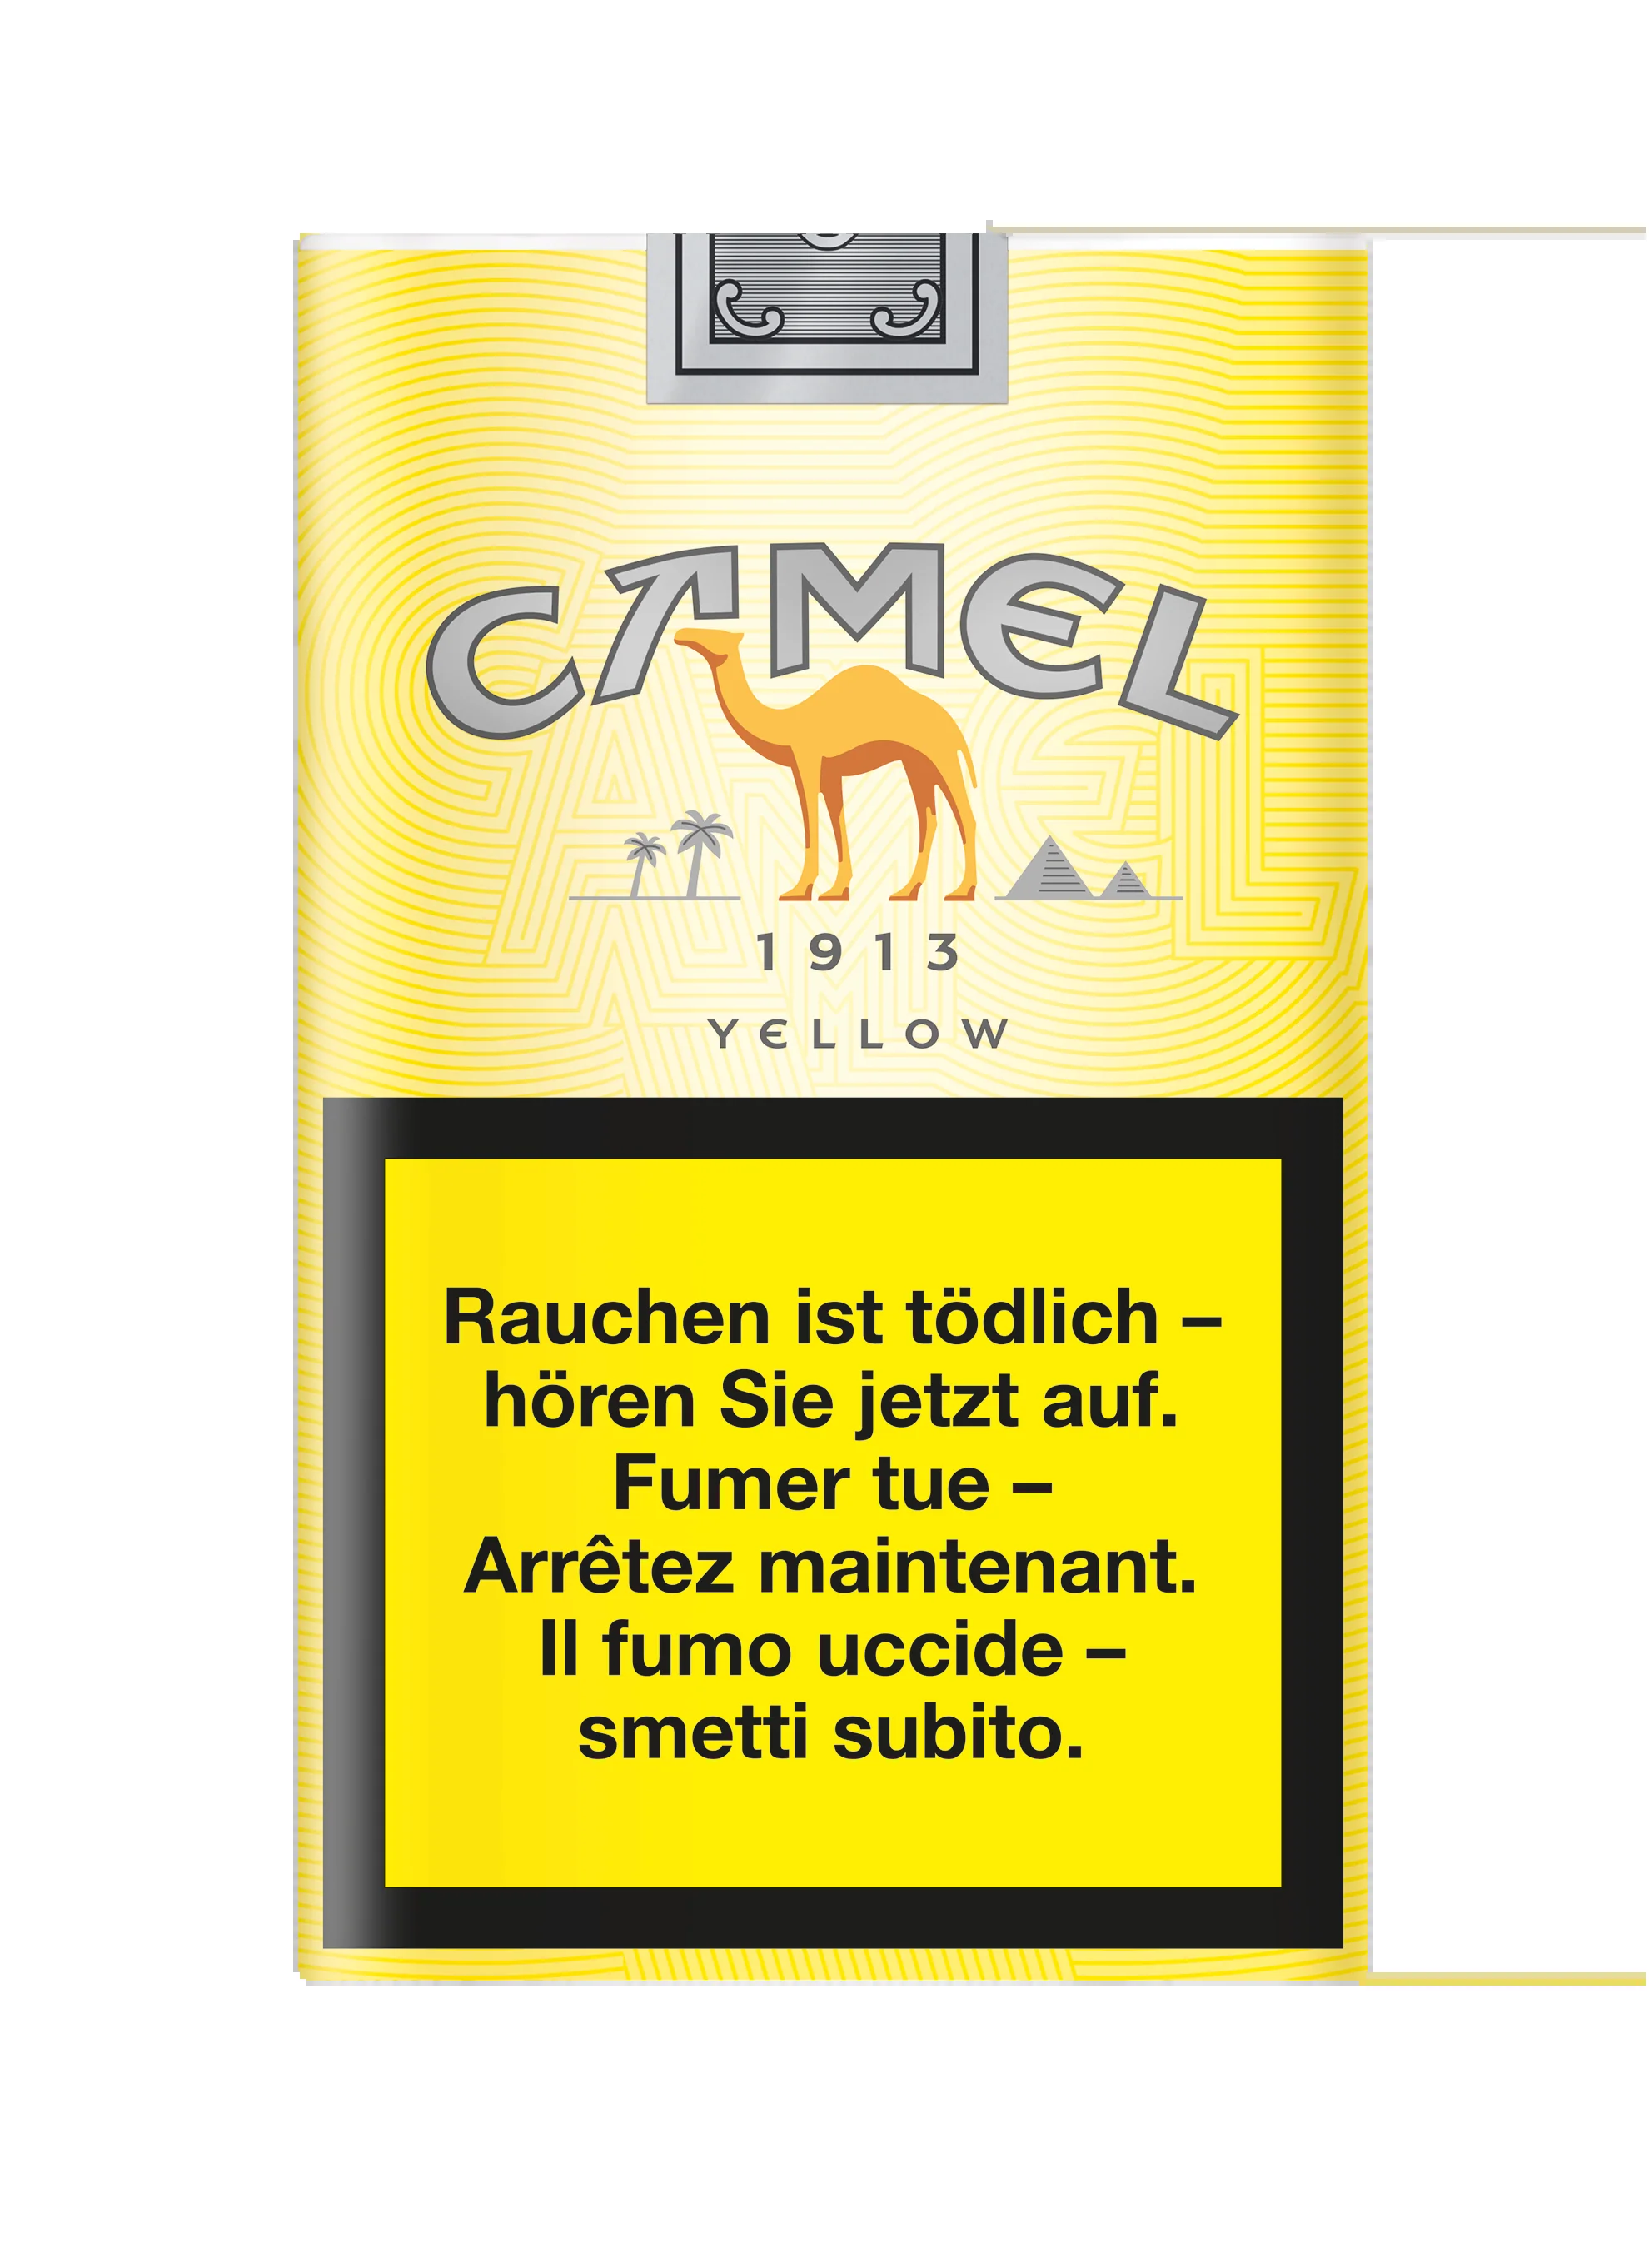 CAMEL
1913
YELLOW
Rauchen ist tödlich –
hören Sie jetzt auf.
Fumer tue –
Arrêtez maintenant.
Il fumo uccide –
smetti subito.